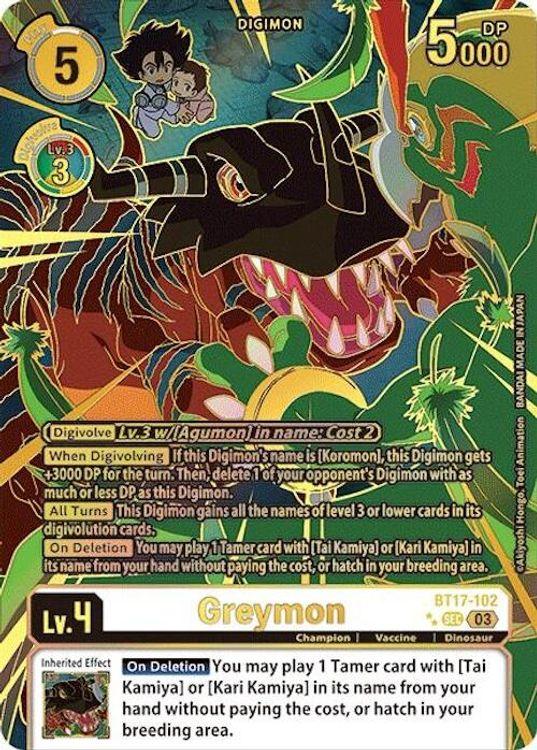 DIGIMON
5
DP
5000
Digivolve
Lv.3
3
Digivolve Lv.3 w/[Agumon] in name: Cost 2
When Digivolving If this Digimon's name is [Koromon], this Digimon gets
+3000 DP for the turn. Then, delete 1 of your opponent's Digimon with as
much or less DP as this Digimon.
All Turns This Digimon gains all the names of level 3 or lower cards in its
digivolution cards.
On Deletion You may play 1 Tamer card with [Tai Kamiya] or [Kari Kamiya] in
its name from your hand without paying the cost, or hatch in your breeding area.
©Akiyoshi Hongo, Toei Animation BANDAI MADE IN JAPAN
BT17-102
Lv.4 Greymon SEC 03
Champion | Vaccine | Dinosaur
Inherited Effect
On Deletion You may play 1 Tamer card with [Tai
Kamiya] or [Kari Kamiya] in its name from your
hand without paying the cost, or hatch in your
breeding area.